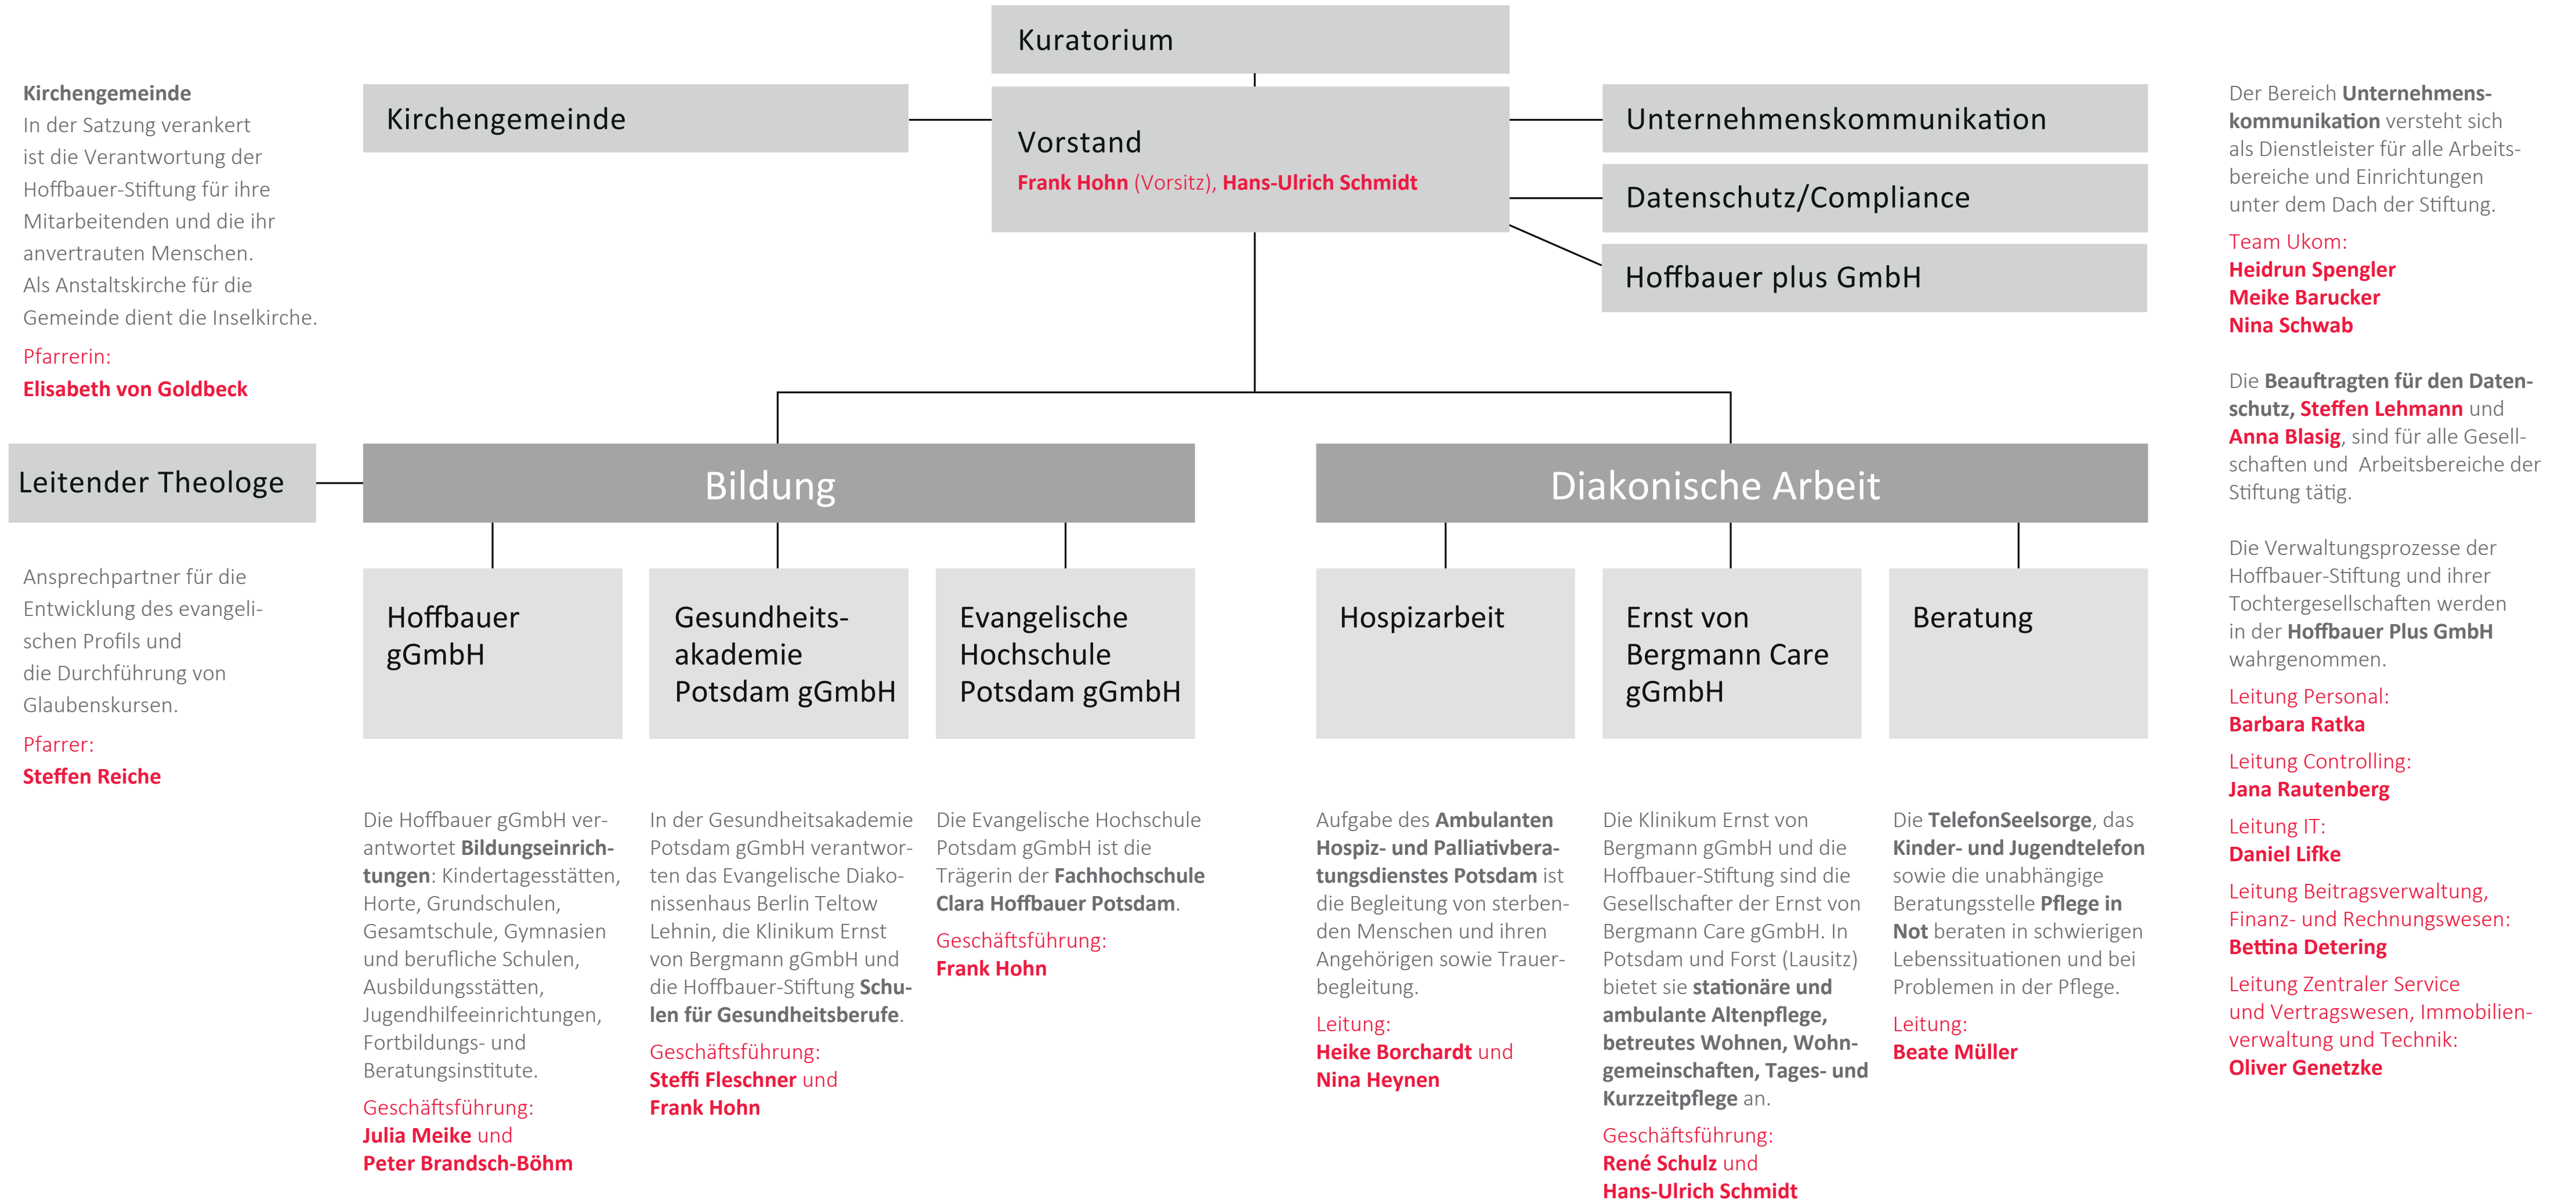 Kuratorium
Kirchengemeinde
In der Satzung verankert
ist die Verantwortung der
Hoffbauer-Stiftung für ihre
Mitarbeitenden und die ihr
anvertrauten Menschen.
Als Anstaltskirche für die
Gemeinde dient die Inselkirche.
Pfarrerin:
Elisabeth von Goldbeck
Kirchengemeinde
Vorstand
Frank Hohn (Vorsitz), Hans-Ulrich Schmidt
Unternehmenskommunikation
Datenschutz/Compliance
Hoffbauer plus GmbH
Der Bereich Unternehmens-
kommunikation versteht sich
als Dienstleister für alle Arbeits-
bereiche und Einrichtungen
unter dem Dach der Stiftung.
Team Ukom:
Heidrun Spengler
Meike Barucker
Nina Schwab
Die Beauftragten für den Daten-
schutz, Steffen Lehmann und
Anna Blasig, sind für alle Gesell-
schaften und Arbeitsbereiche der
Stiftung tätig.
Die Verwaltungsprozesse der
Hoffbauer-Stiftung und ihrer
Tochtergesellschaften werden
in der Hoffbauer Plus GmbH
wahrgenommen.
Leitung Personal:
Barbara Ratka
Leitung Controlling:
Jana Rautenberg
Leitung IT:
Daniel Lifke
Leitung Beitragsverwaltung,
Finanz- und Rechnungswesen:
Bettina Detering
Leitung Zentraler Service
und Vertragswesen, Immobilien-
verwaltung und Technik:
Oliver Genetzke
Leitender Theologe
Ansprechpartner für die
Entwicklung des evangeli-
schen Profils und
die Durchführung von
Glaubenskursen.
Pfarrer:
Steffen Reiche
Bildung
Diakonische Arbeit
Hoffbauer
gGmbH
Gesundheits-
akademie
Potsdam gGmbH
Evangelische
Hochschule
Potsdam gGmbH
Hospizarbeit
Ernst von
Bergmann Care
gGmbH
Beratung
Die Hoffbauer gGmbH ver-
antwortet Bildungseinrich-
tungen: Kindertagesstätten,
Horte, Grundschulen,
Gesamtschule, Gymnasien
und berufliche Schulen,
Ausbildungsstätten,
Jugendhilfeeinrichtungen,
Fortbildungs- und
Beratungsinstitute.
Geschäftsführung:
Julia Meike und
Peter Brandsch-Böhm
In der Gesundheitsakademie
Potsdam gGmbH verantwor-
ten das Evangelische Diako-
nissenhaus Berlin Teltow
Lehnin, die Klinikum Ernst
von Bergmann gGmbH und
die Hoffbauer-Stiftung Schu-
len für Gesundheitsberufe.
Geschäftsführung:
Steffi Fleschner und
Frank Hohn
Die Evangelische Hochschule
Potsdam gGmbH ist die
Trägerin der Fachhochschule
Clara Hoffbauer Potsdam.
Geschäftsführung:
Frank Hohn
Aufgabe des Ambulanten
Hospiz- und Palliativbera-
tungsdienstes Potsdam ist
die Begleitung von sterben-
den Menschen und ihren
Angehörigen sowie Trauer-
begleitung.
Leitung:
Heike Borchardt und
Nina Heynen
Die Klinikum Ernst von
Bergmann gGmbH und die
Hoffbauer-Stiftung sind die
Gesellschafter der Ernst von
Bergmann Care gGmbH. In
Potsdam und Forst (Lausitz)
bietet sie stationäre und
ambulante Altenpflege,
betreutes Wohnen, Wohn-
gemeinschaften, Tages- und
Kurzzeitpflege an.
Geschäftsführung:
René Schulz und
Hans-Ulrich Schmidt
Die TelefonSeelsorge, das
Kinder- und Jugendtelefon
sowie die unabhängige
Beratungsstelle Pflege in
Not beraten in schwierigen
Lebenssituationen und bei
Problemen in der Pflege.
Leitung:
Beate Müller